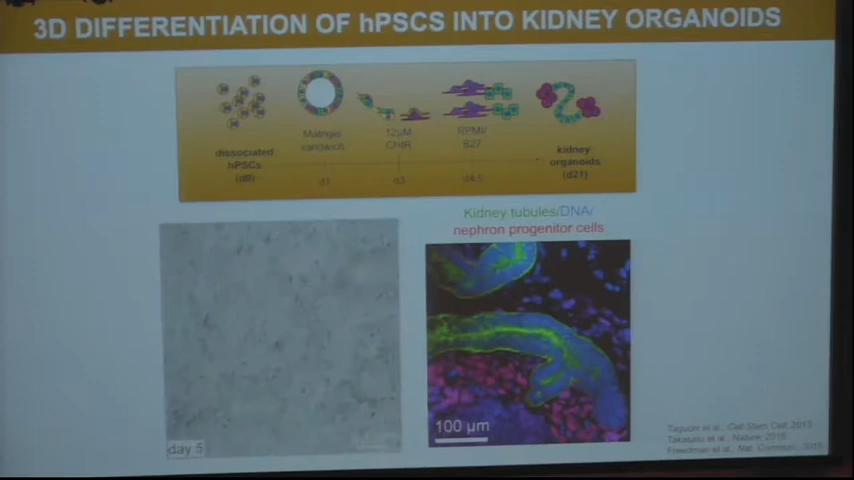 3D DIFFERENTIATION OF hPSCS INTO KIDNEY ORGANOIDS
dissociated
hPSCs
(d0)
Matrigel
sandwich
d1
12µM
CHIR
d3
RPMI/
B27
d4.5
kidney
organoids
(d21)
Kidney tubules/DNA/
nephron progenitor cells
day 5
100 µm
Taguchi et al., Cell Stem Cell, 2013
Takasato et al., Nature, 2015
Freedman et al., Nat. Commun., 2015